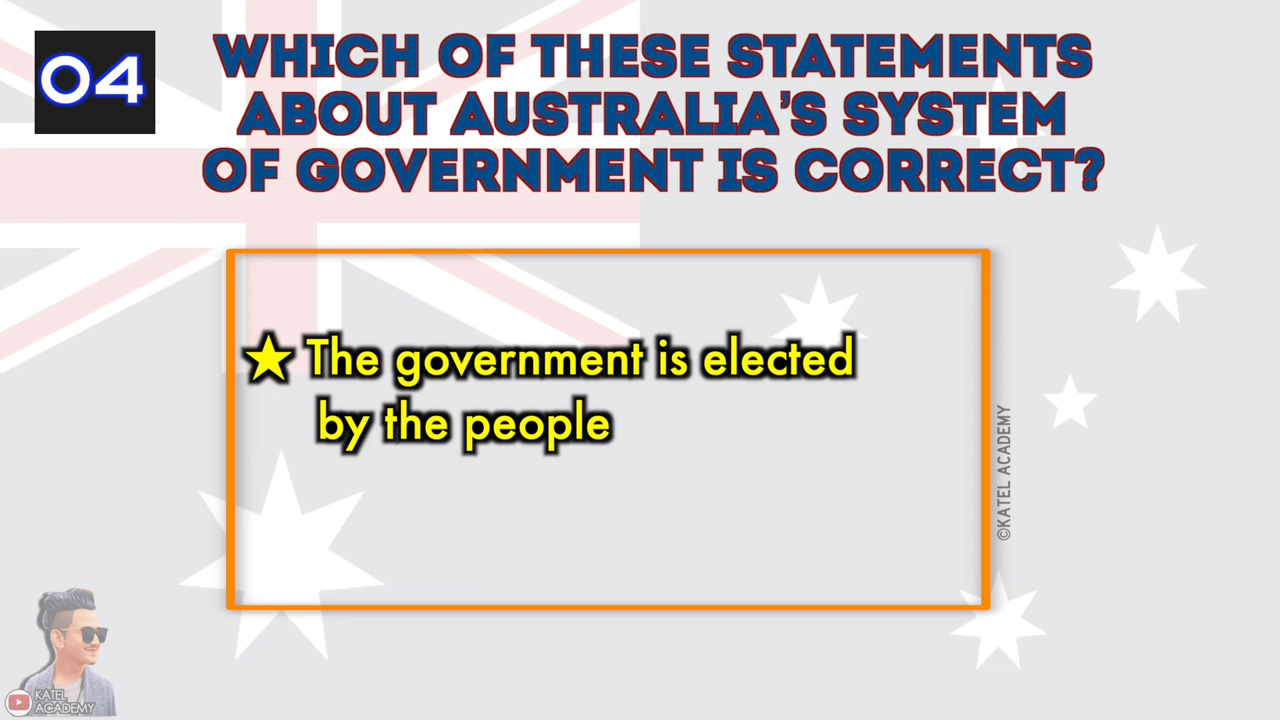 04
WHICH OF THESE STATEMENTS
ABOUT AUSTRALIA'S SYSTEM
OF GOVERNMENT IS CORRECT?
★ The government is elected
by the people
©KATEL ACADEMY
KATEL
ACADEMY